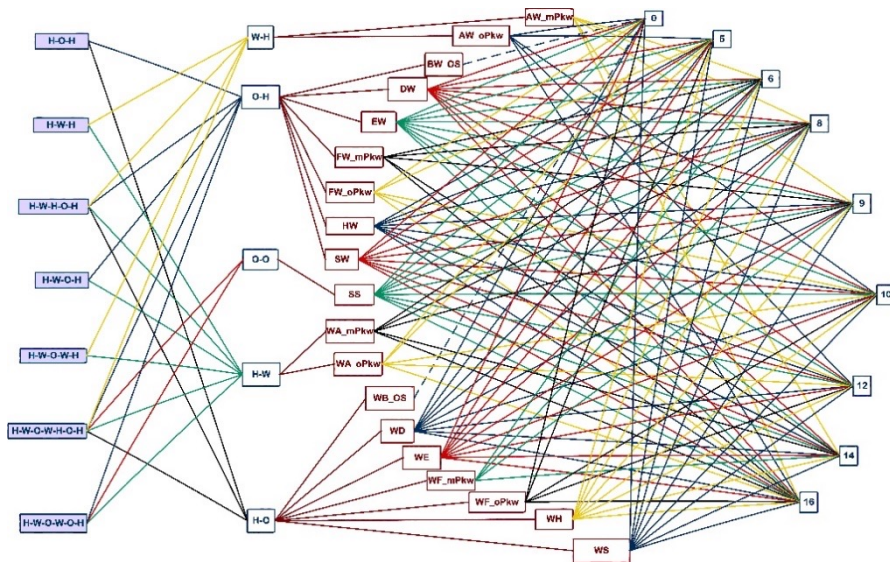 H-O-H
H-W-H
H-W-H-O-H
H-W-O-H
H-W-O-W-H
H-W-O-W-H-O-H
H-W-O-W-O-H
W-H
O-H
O-O
H-W
H-O
AW_mPkw
AW_oPkw
BW_OS
DW
EW
FW_mPkw
FW_oPkw
HW
SW
SS
WA_mPkw
WA_oPkw
WB_OS
WD
WE
WF_mPkw
WF_oPkw
WH
WS
0
5
6
8
9
10
12
14
16